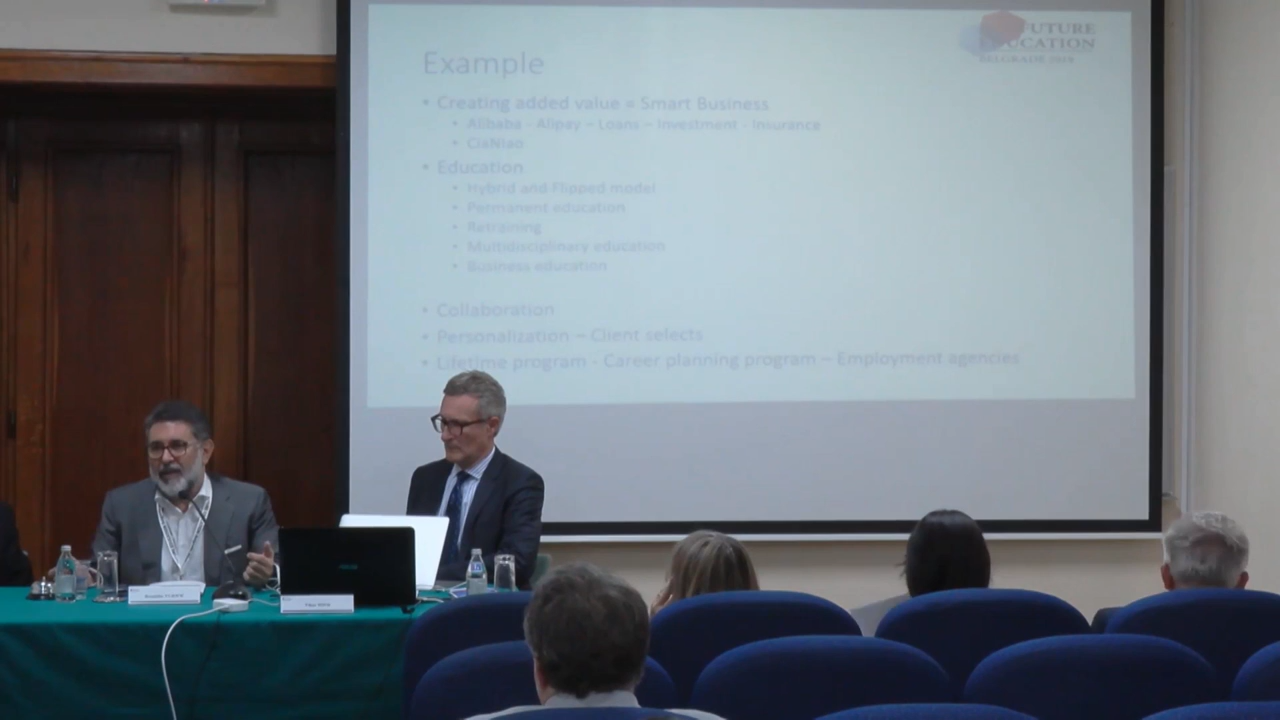 FUTURE
EDUCATION
BELGRADE 2018
Example
• Creating added value = Smart Business
• Alibaba - Alipay – Loans – Investment - Insurance
• CiaNiao
• Education
• Hybrid and Flipped model
• Permanent education
• Retraining
• Multidisciplinary education
• Business education
• Collaboration
• Personalization – Client selects
• Lifetime program - Career planning program – Employment agencies
ASUS